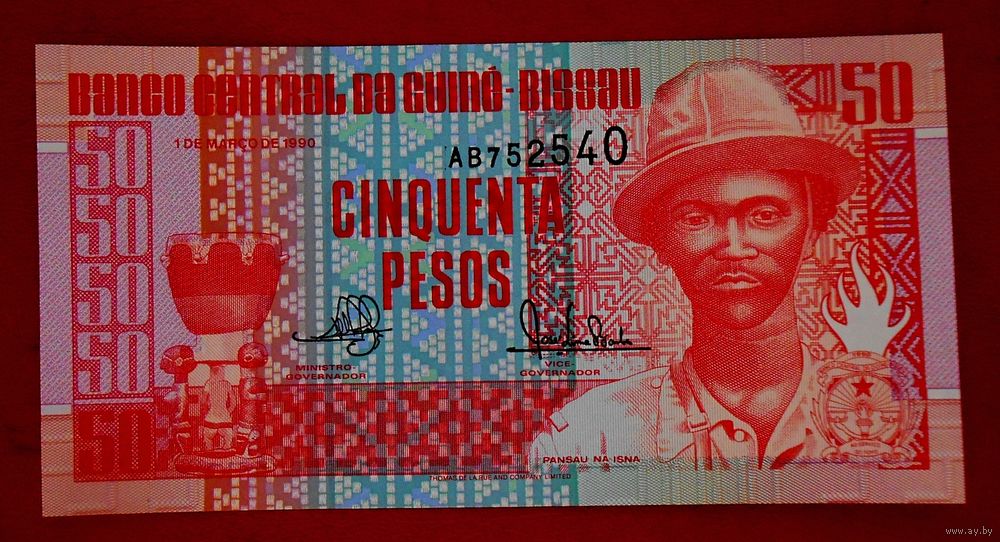 BANCO CENTRAL DA GUINÉ-BISSAU
50
1 DE MARÇO DE 1990
AB752540
50
50
50
50
50
CINQUENTA
PESOS
MINISTRO-
GOVERNADOR
VICE-
GOVERNADOR
PANSAU NA ISNA
THOMAS DE LA RUE AND COMPANY LIMITED
www.ay.by